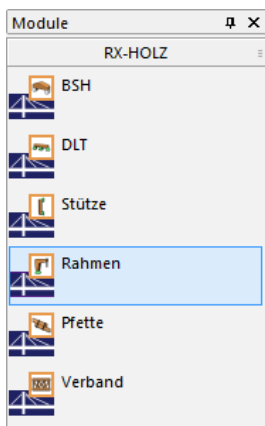 Module
RX-HOLZ
BSH
DLT
Stütze
Rahmen
Pfette
Verband